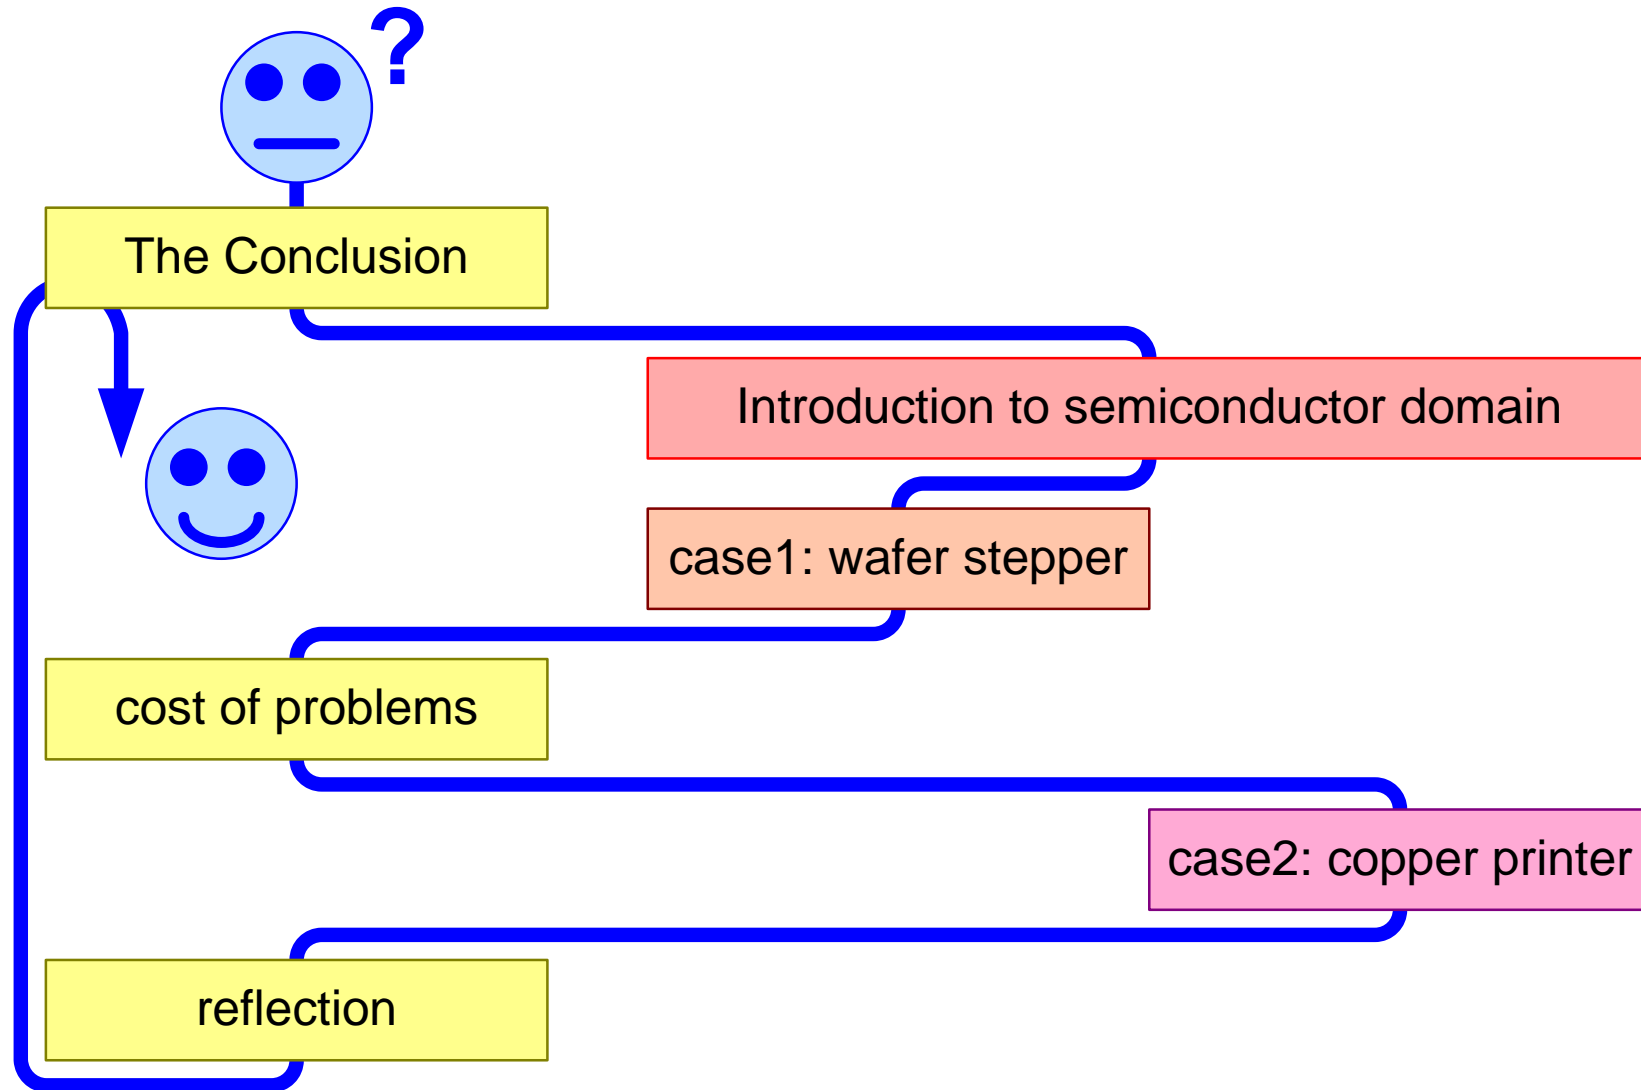 ?
The Conclusion
Introduction to semiconductor domain
case1: wafer stepper
cost of problems
case2: copper printer
reflection